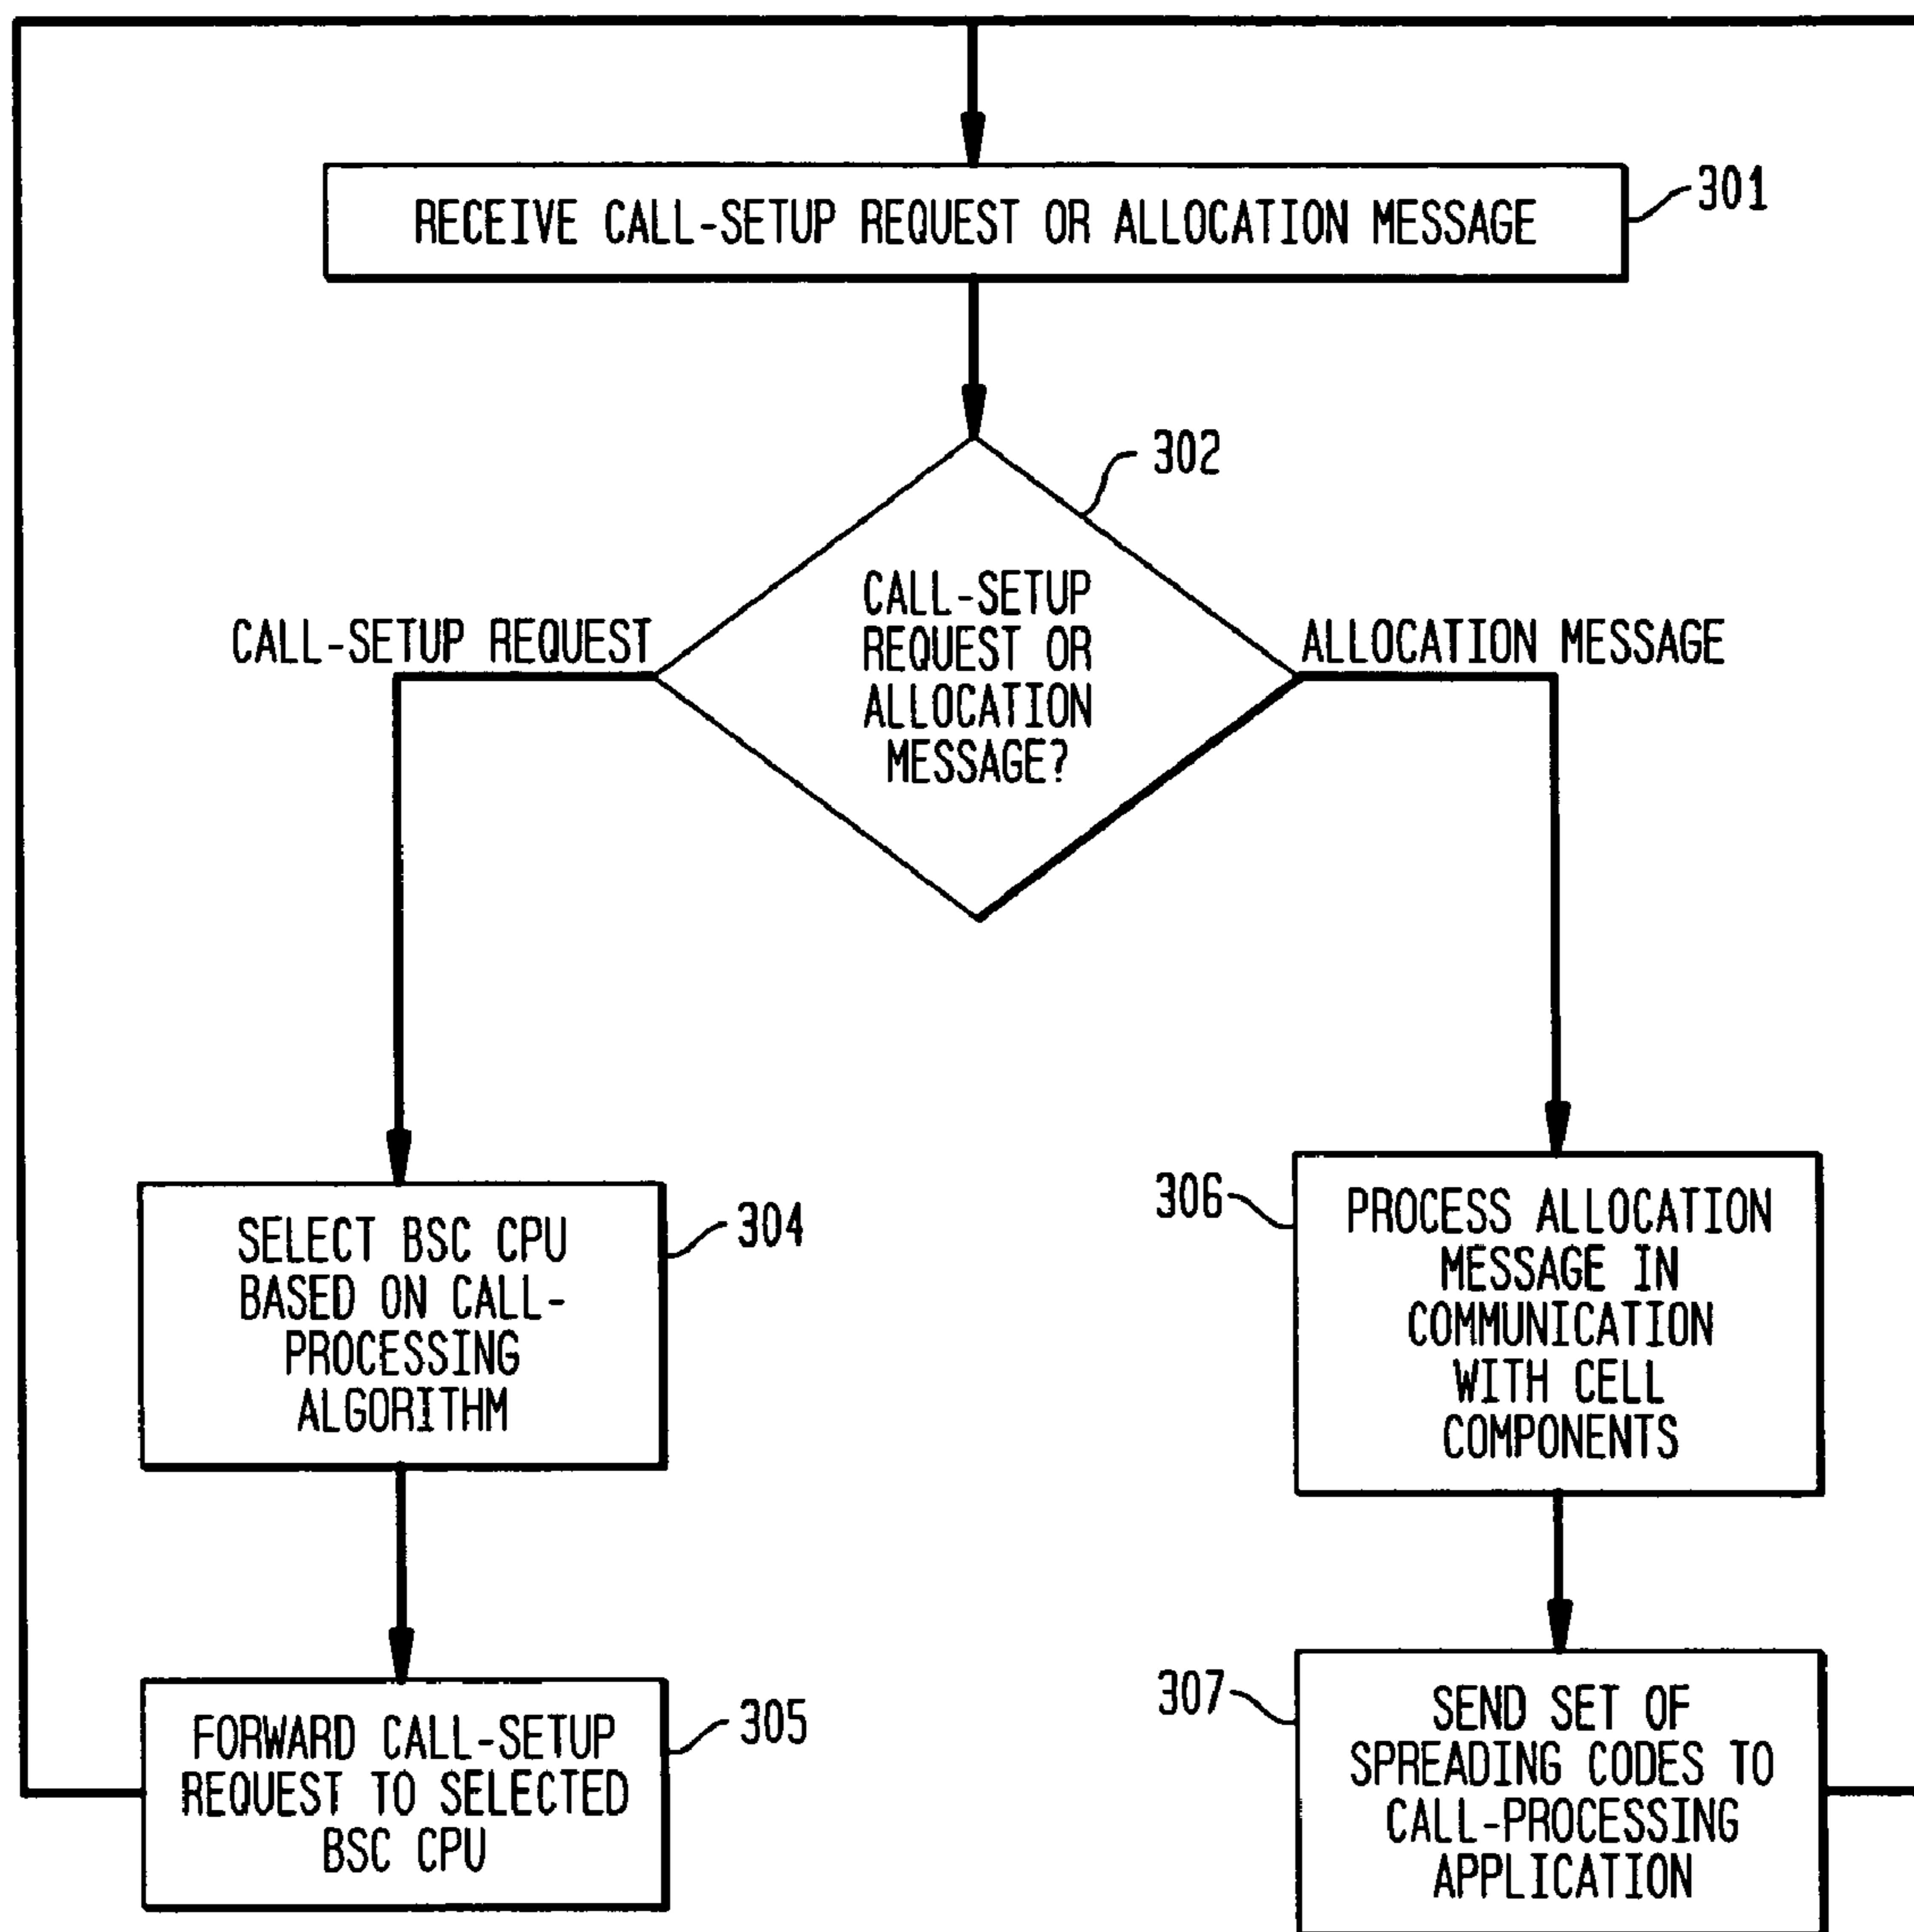 RECEIVE CALL-SETUP REQUEST OR ALLOCATION MESSAGE
301
302
CALL-SETUP
REQUEST OR
ALLOCATION
MESSAGE?
CALL-SETUP REQUEST
ALLOCATION MESSAGE
SELECT BSC CPU
BASED ON CALL-
PROCESSING
ALGORITHM
304
306
PROCESS ALLOCATION
MESSAGE IN
COMMUNICATION
WITH CELL
COMPONENTS
FORWARD CALL-SETUP
REQUEST TO SELECTED
BSC CPU
305
307
SEND SET OF
SPREADING CODES TO
CALL-PROCESSING
APPLICATION